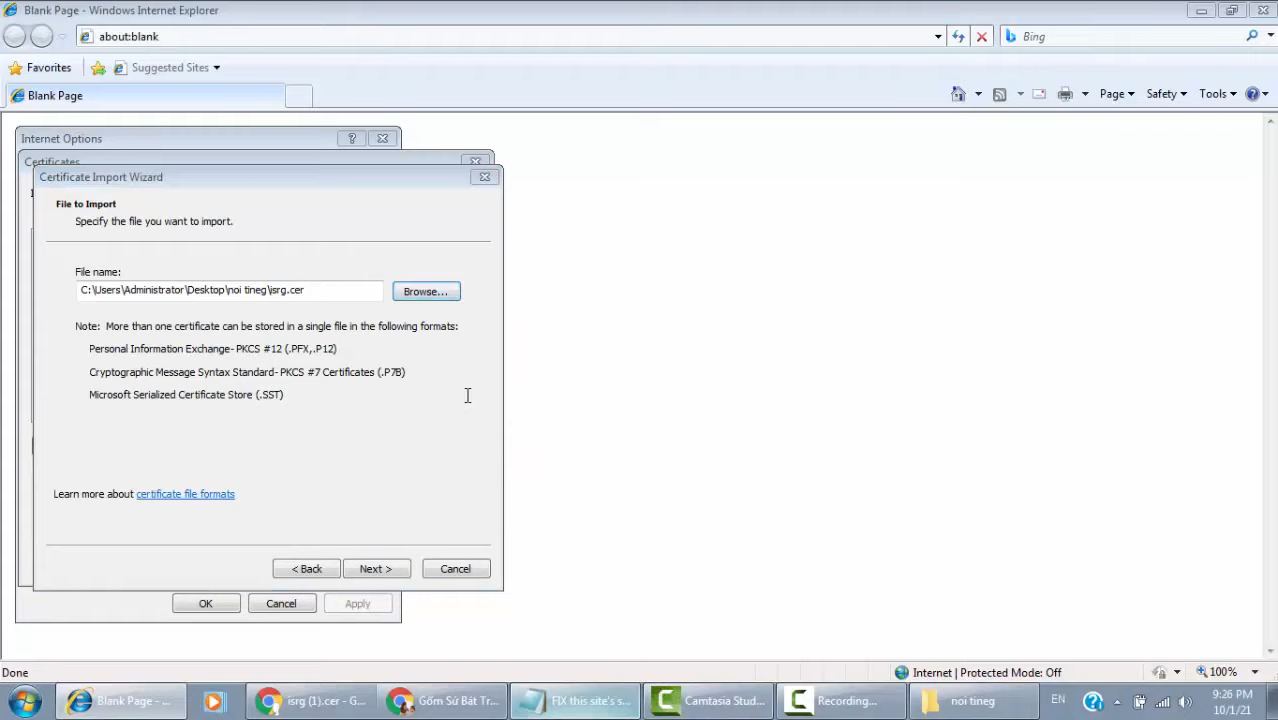 Blank Page - Windows Internet Explorer
about:blank
Bing
Favorites
Suggested Sites
Blank Page
Page
Safety
Tools
Internet Options
Certificates
Certificate Import Wizard
File to Import
Specify the file you want to import.
File name:
C:\Users\Administrator\Desktop\noi tineg\isrg.cer
Browse...
Note: More than one certificate can be stored in a single file in the following formats:
Personal Information Exchange- PKCS #12 (.PFX,.P12)
Cryptographic Message Syntax Standard- PKCS #7 Certificates (.P7B)
Microsoft Serialized Certificate Store (.SST)
Learn more about certificate file formats
< Back
Next >
Cancel
OK
Cancel
Apply
Done
Internet | Protected Mode: Off
100%
Blank Page - ...
isrg (1).cer - G...
Gốm Sứ Bát Tr...
FIX this site's s...
Camtasia Stud...
Recording...
noi tineg
EN
9:26 PM
10/1/21